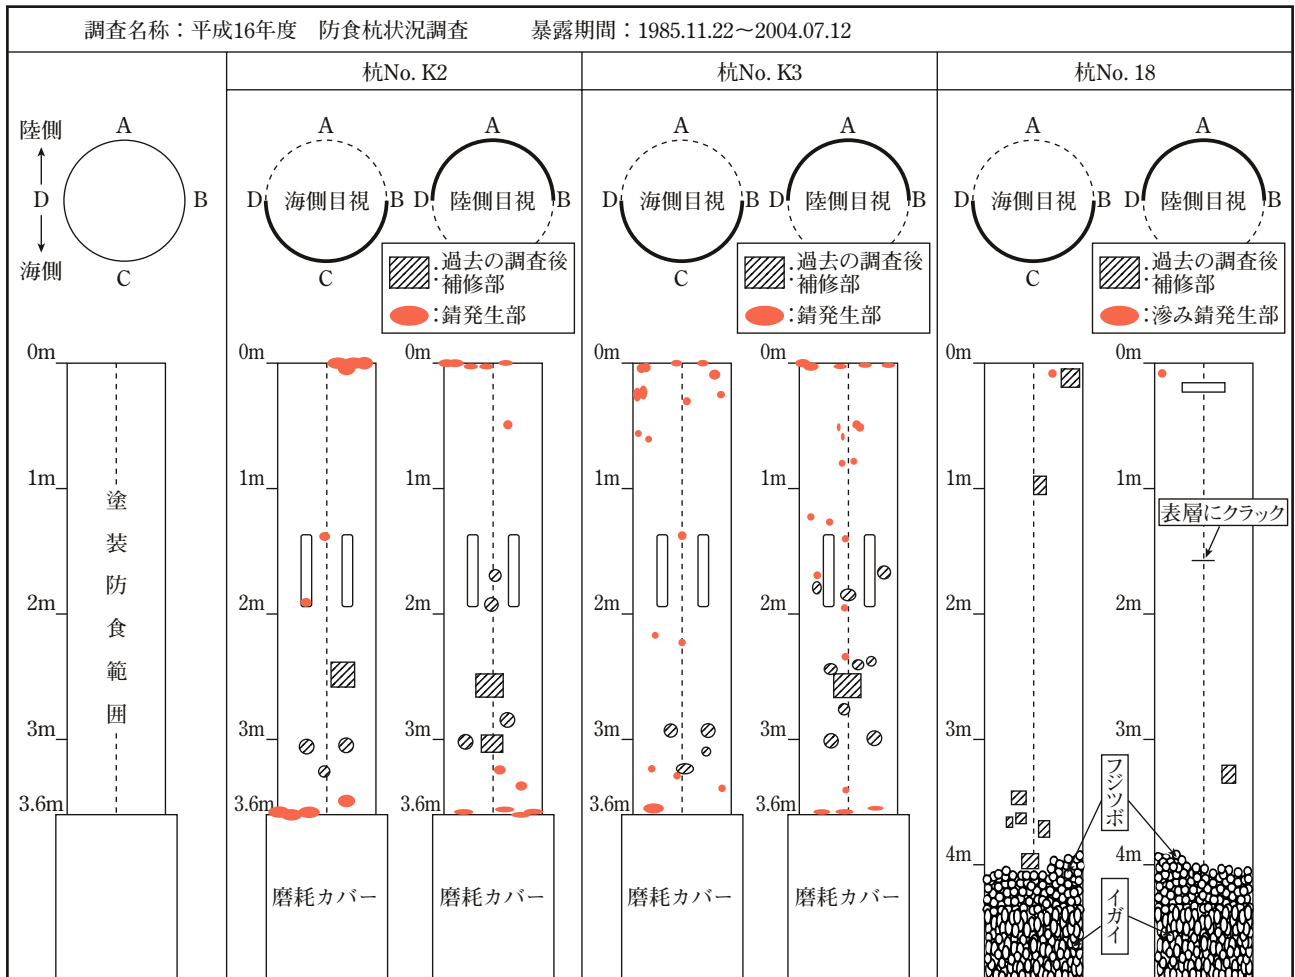 調査名称：平成16年度　防食杭状況調査　暴露期間：1985.11.22～2004.07.12
杭No. K2
杭No. K3
杭No. 18
陸側
海側
A
D
B
C
A
D
海側目視
B
C
A
D
陸側目視
B
：過去の調査後
補修部
：錆発生部
A
D
海側目視
B
C
A
D
陸側目視
B
：過去の調査後
補修部
：錆発生部
A
D
海側目視
B
C
A
D
陸側目視
B
：過去の調査後
補修部
：滲み錆発生部
0m
1m
2m
3m
3.6m
塗装防食範囲
0m
1m
2m
3m
3.6m
磨耗カバー
0m
1m
2m
3m
3.6m
磨耗カバー
0m
1m
2m
3m
3.6m
磨耗カバー
0m
1m
2m
3m
3.6m
磨耗カバー
0m
1m
2m
3m
4m
0m
1m
2m
3m
4m
表層にクラック
フジツボ
イガイ